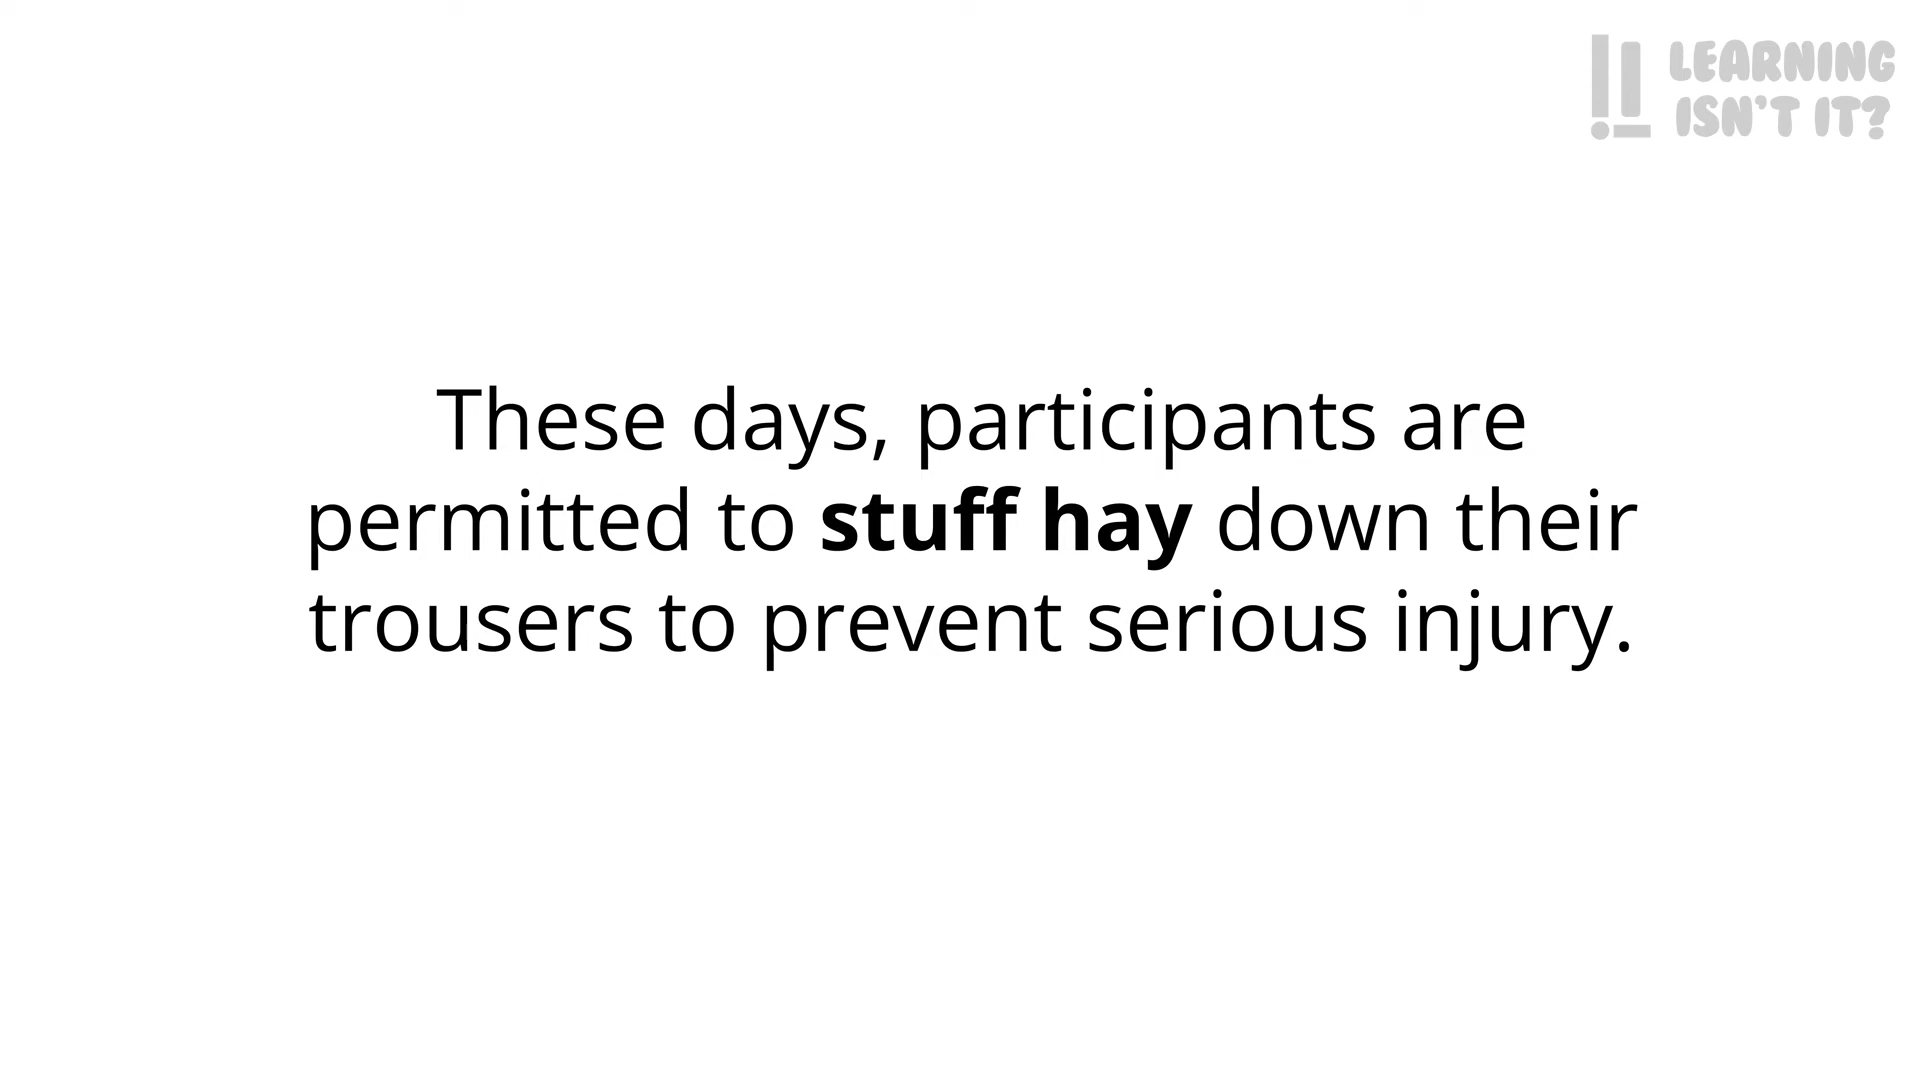 LEARNING
ISN'T IT?
These days, participants are
permitted to stuff hay down their
trousers to prevent serious injury.